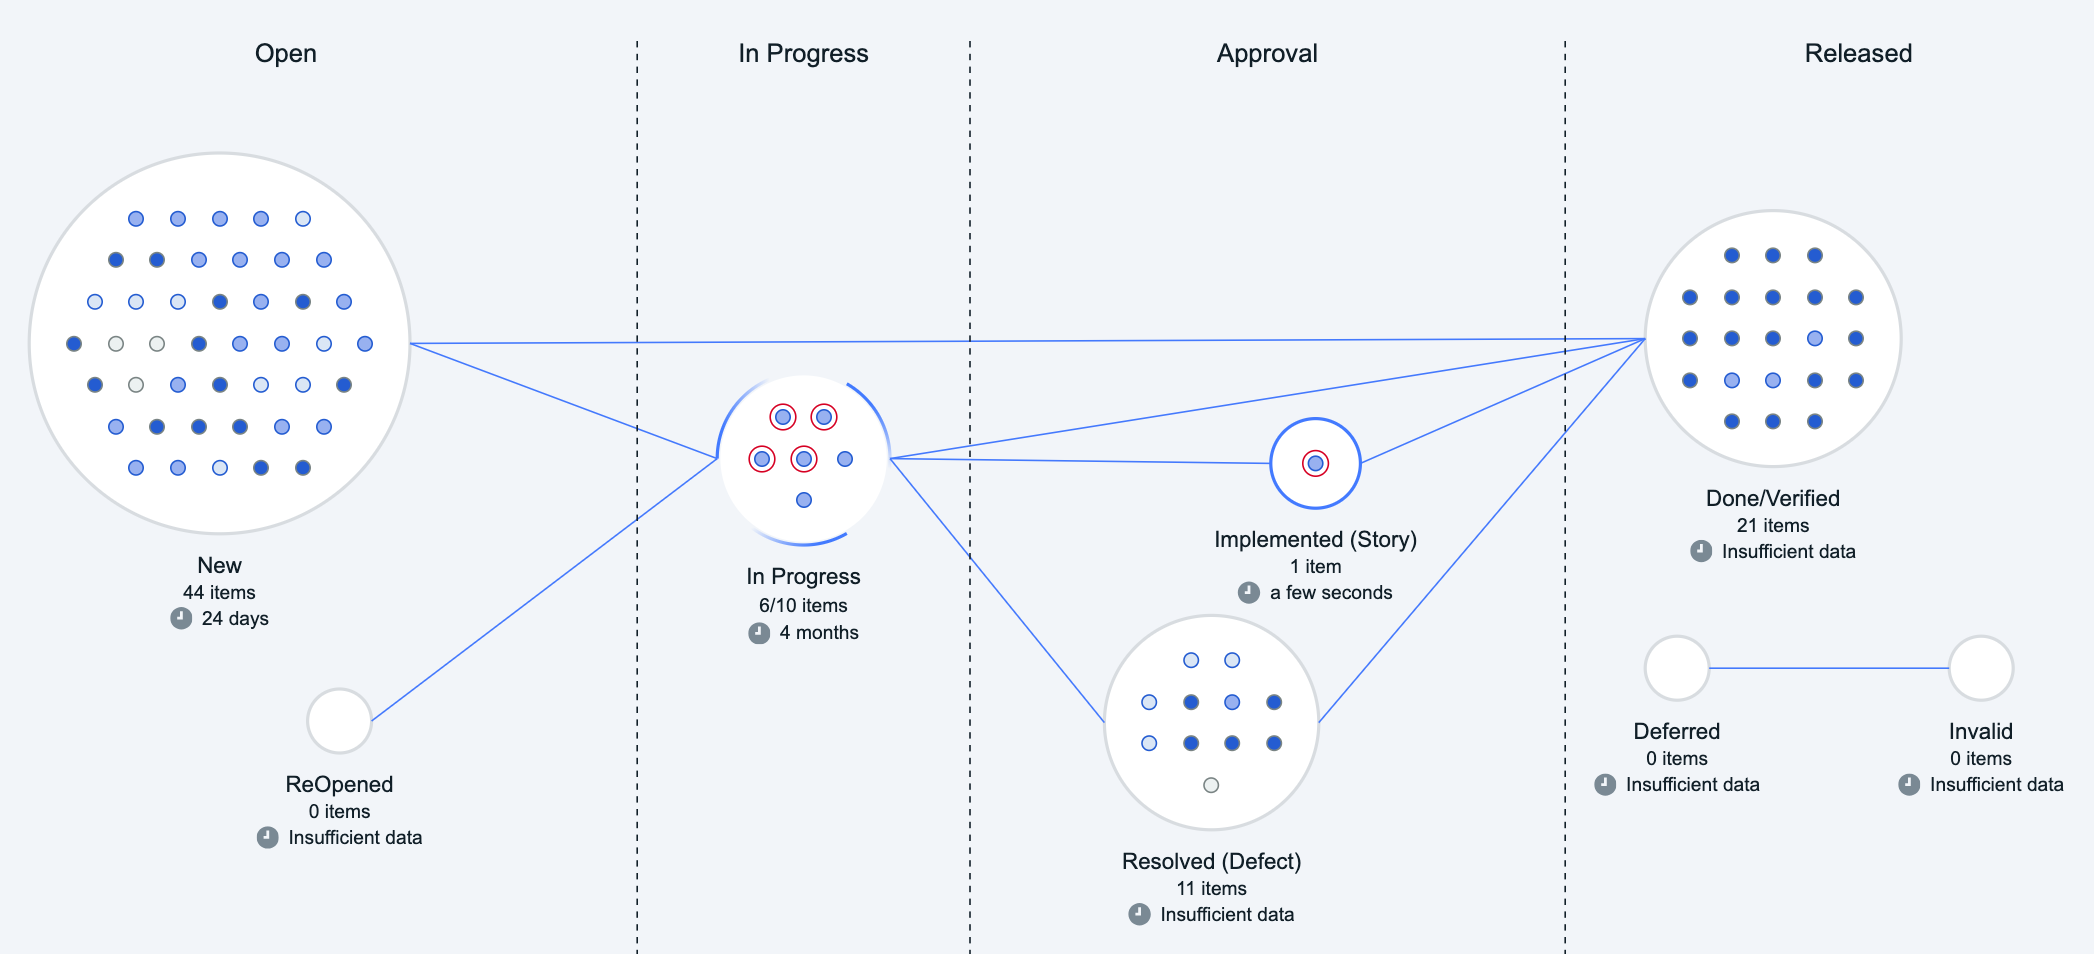 Open
In Progress
Approval
Released
New
44 items
24 days
ReOpened
0 items
Insufficient data
In Progress
6/10 items
4 months
Implemented (Story)
1 item
a few seconds
Resolved (Defect)
11 items
Insufficient data
Done/Verified
21 items
Insufficient data
Deferred
0 items
Insufficient data
Invalid
0 items
Insufficient data